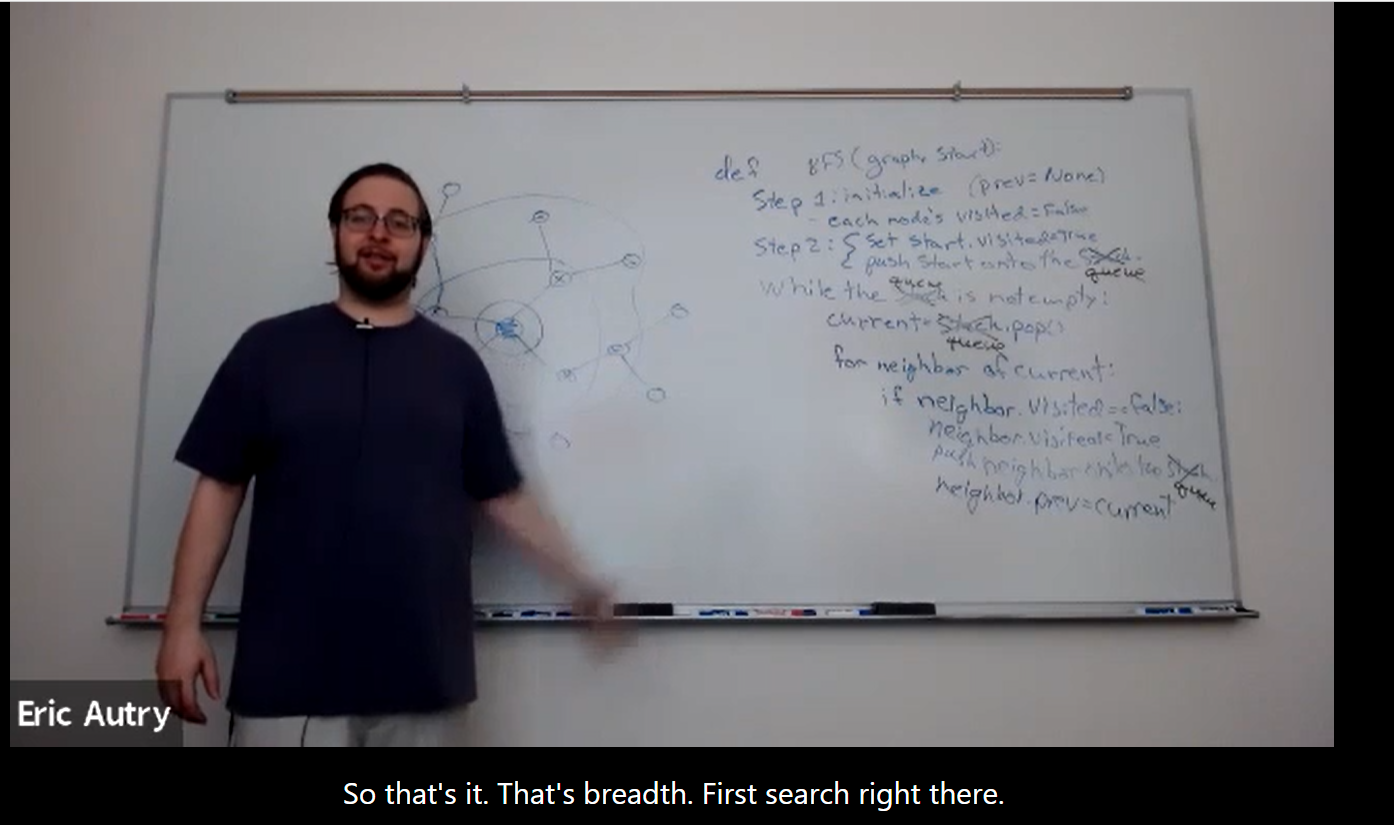 def BFS(graph, start):
Step 1: initialize (prev=None)
- each node's visited=False
Step 2: { set start.visited=True
{ push start onto the stack.
queue
queue
While the stack is not empty:
current=stack.pop()
queue
for neighbor of current:
if neighbor.visited==False:
neighbor.visited=True
push neighbor onto the stack.
queue
neighbor.prev=current
Eric Autry
So that's it. That's breadth. First search right there.